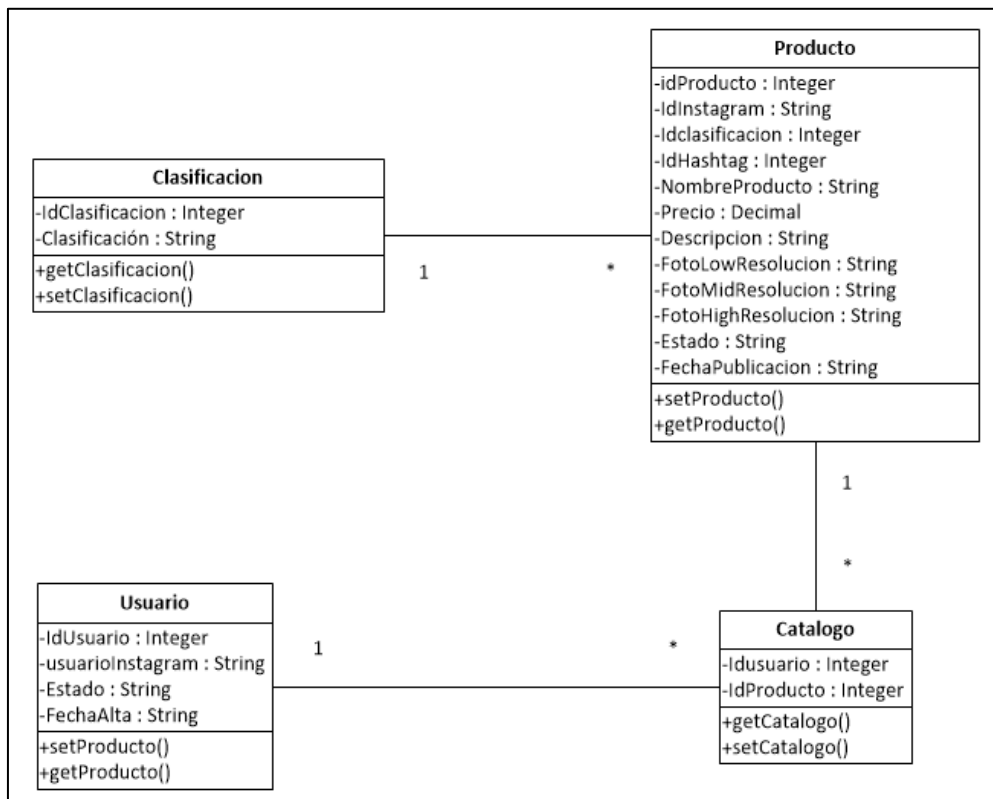 Producto
-idProducto : Integer
-IdInstagram : String
-Idclasificacion : Integer
-IdHashtag : Integer
-NombreProducto : String
-Precio : Decimal
-Descripcion : String
-FotoLowResolucion : String
-FotoMidResolucion : String
-FotoHighResolucion : String
-Estado : String
-FechaPublicacion : String
+setProducto()
+getProducto()
Clasificacion
-IdClasificacion : Integer
-Clasificación : String
+getClasificacion()
+setClasificacion()
1
*
1
*
Usuario
-IdUsuario : Integer
-usuarioInstagram : String
-Estado : String
-FechaAlta : String
+setProducto()
+getProducto()
1
*
Catalogo
-Idusuario : Integer
-IdProducto : Integer
+getCatalogo()
+setCatalogo()